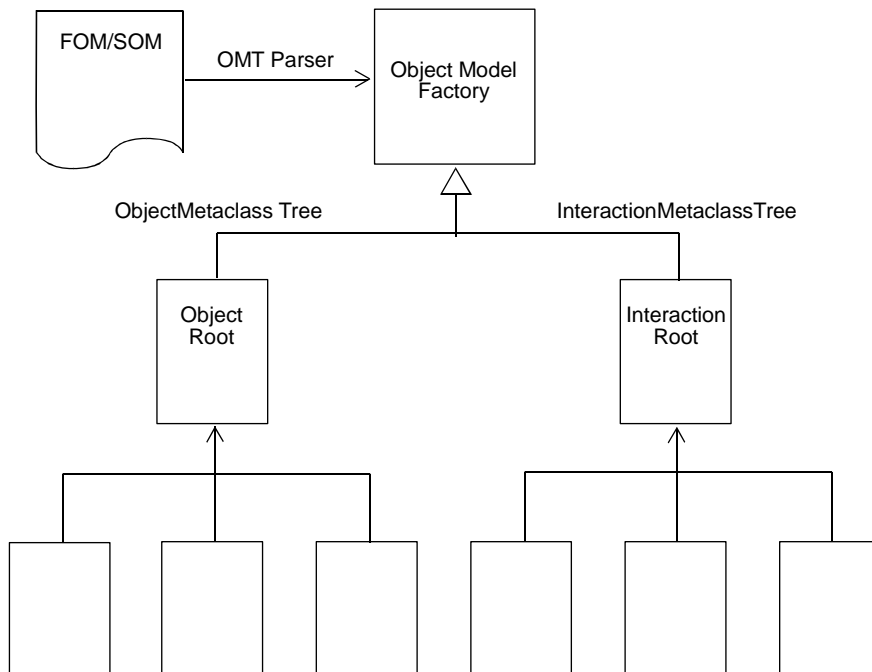 FOM/SOM
OMT Parser
Object Model
Factory
ObjectMetaclass Tree
InteractionMetaclassTree
Object
Root
Interaction
Root